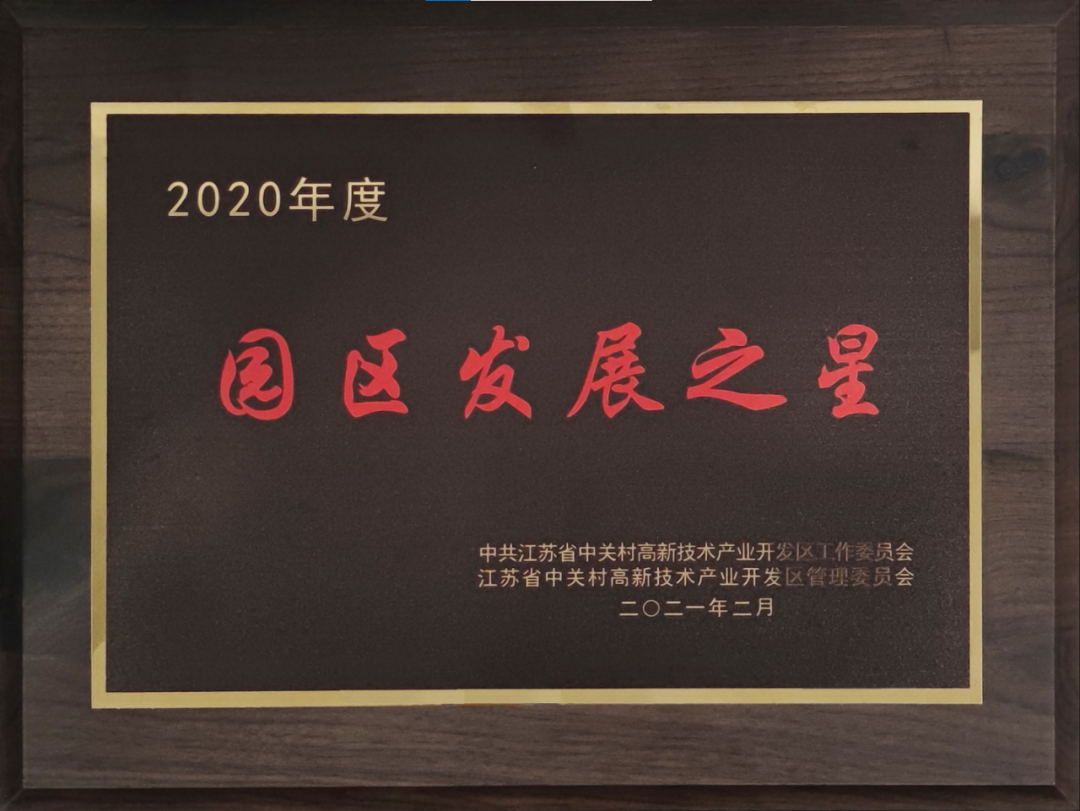 2020年度
园区发展之星
中共江苏省中关村高新技术产业开发区工作委员会
江苏省中关村高新技术产业开发区管理委员会
二〇二一年二月